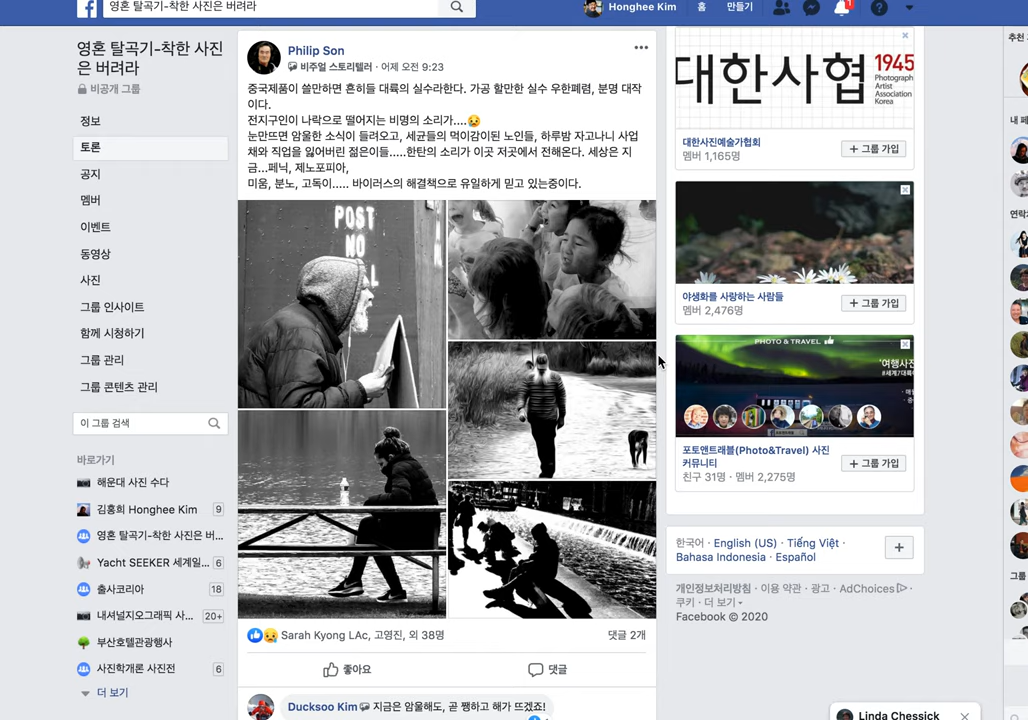 영혼 탈곡기-착한 사진은 버려라
Honghee Kim
홈
만들기
1
영혼 탈곡기-착한 사진
은 버려라
비공개 그룹
정보
토론
공지
멤버
이벤트
동영상
사진
그룹 인사이트
함께 시청하기
그룹 관리
그룹 콘텐츠 관리
이 그룹 검색
바로가기
해운대 사진 수다
김홍희 Honghee Kim 9
영혼 탈곡기-착한 사진은 버...
Yacht SEEKER 세계일... 6
출사코리아 18
내셔널지오그래픽 사... 20+
부산호텔관광행사
사진학개론 사진전 6
더 보기
Philip Son
비주얼 스토리텔러 · 어제 오전 9:23
중국제품이 쓸만하면 흔히들 대륙의 실수라한다. 가공 할만한 실수 우한폐렴, 분명 대작
이다.
전지구인이 나락으로 떨어지는 비명의 소리가....😥
눈만뜨면 암울한 소식이 들려오고, 세균들의 먹이감이된 노인들, 하루밤 자고나니 사업
채와 직업을 잃어버린 젊은이들.....한탄의 소리가 이곳 저곳에서 전해온다. 세상은 지
금...페닉, 제노포피아,
미움, 분노, 고독이..... 바이러스의 해결책으로 유일하게 믿고 있는중이다.
POST
NO
Sarah Kyong LAc, 고영진, 외 38명
댓글 2개
좋아요
댓글
Ducksoo Kim 지금은 암울해도, 곧 쨍하고 해가 뜨겠죠!
대한사협
1945
Photograph
Artist
Association
Korea
대한사진예술가협회
멤버 1,165명
+ 그룹 가입
야생화를 사랑하는 사람들
멤버 2,476명
+ 그룹 가입
PHOTO & TRAVEL
'여행사진
포토앤트래블(Photo&Travel) 사진
커뮤니티
친구 31명 · 멤버 2,275명
+ 그룹 가입
한국어 · English (US) · Tiếng Việt ·
Bahasa Indonesia · Español
개인정보처리방침 · 이용 약관 · 광고 · AdChoices ·
쿠키 · 더 보기
Facebook © 2020
추천
내 페
연락
그룹
Linda Chessick